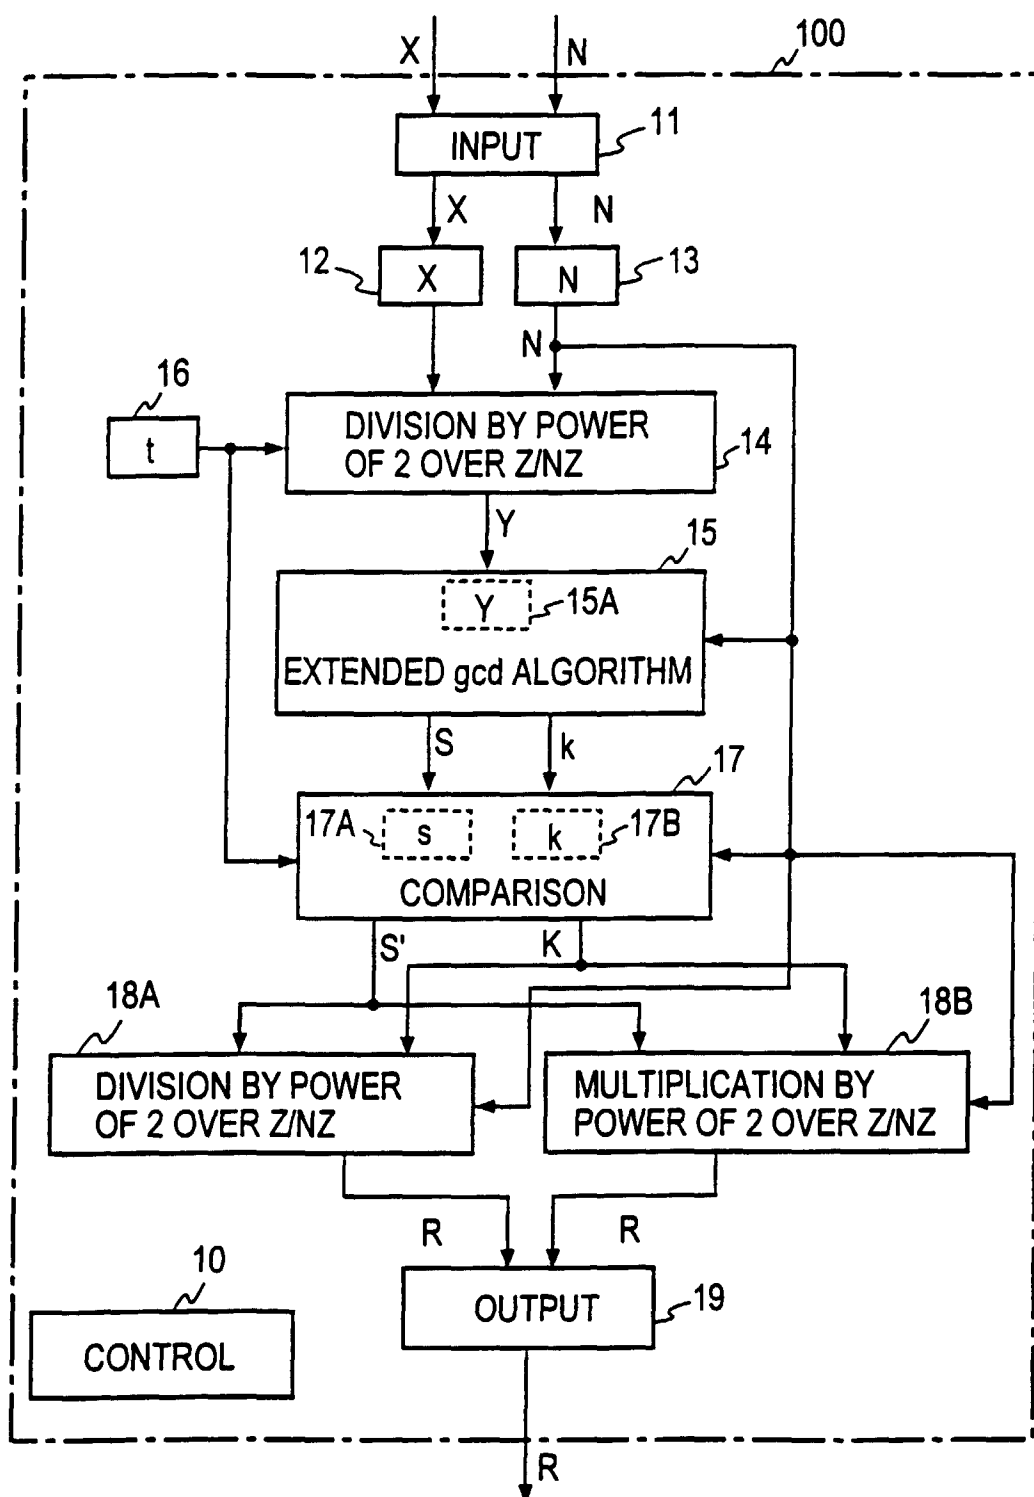 X N 100
INPUT 11
X N
12 X N 13
N
16
t
DIVISION BY POWER
OF 2 OVER Z/NZ 14
Y
15
Y 15A
EXTENDED gcd ALGORITHM
S k
17
17A s k 17B
COMPARISON
S' K
18A 18B
DIVISION BY POWER
OF 2 OVER Z/NZ
MULTIPLICATION BY
POWER OF 2 OVER Z/NZ
R R
10
CONTROL
OUTPUT 19
R